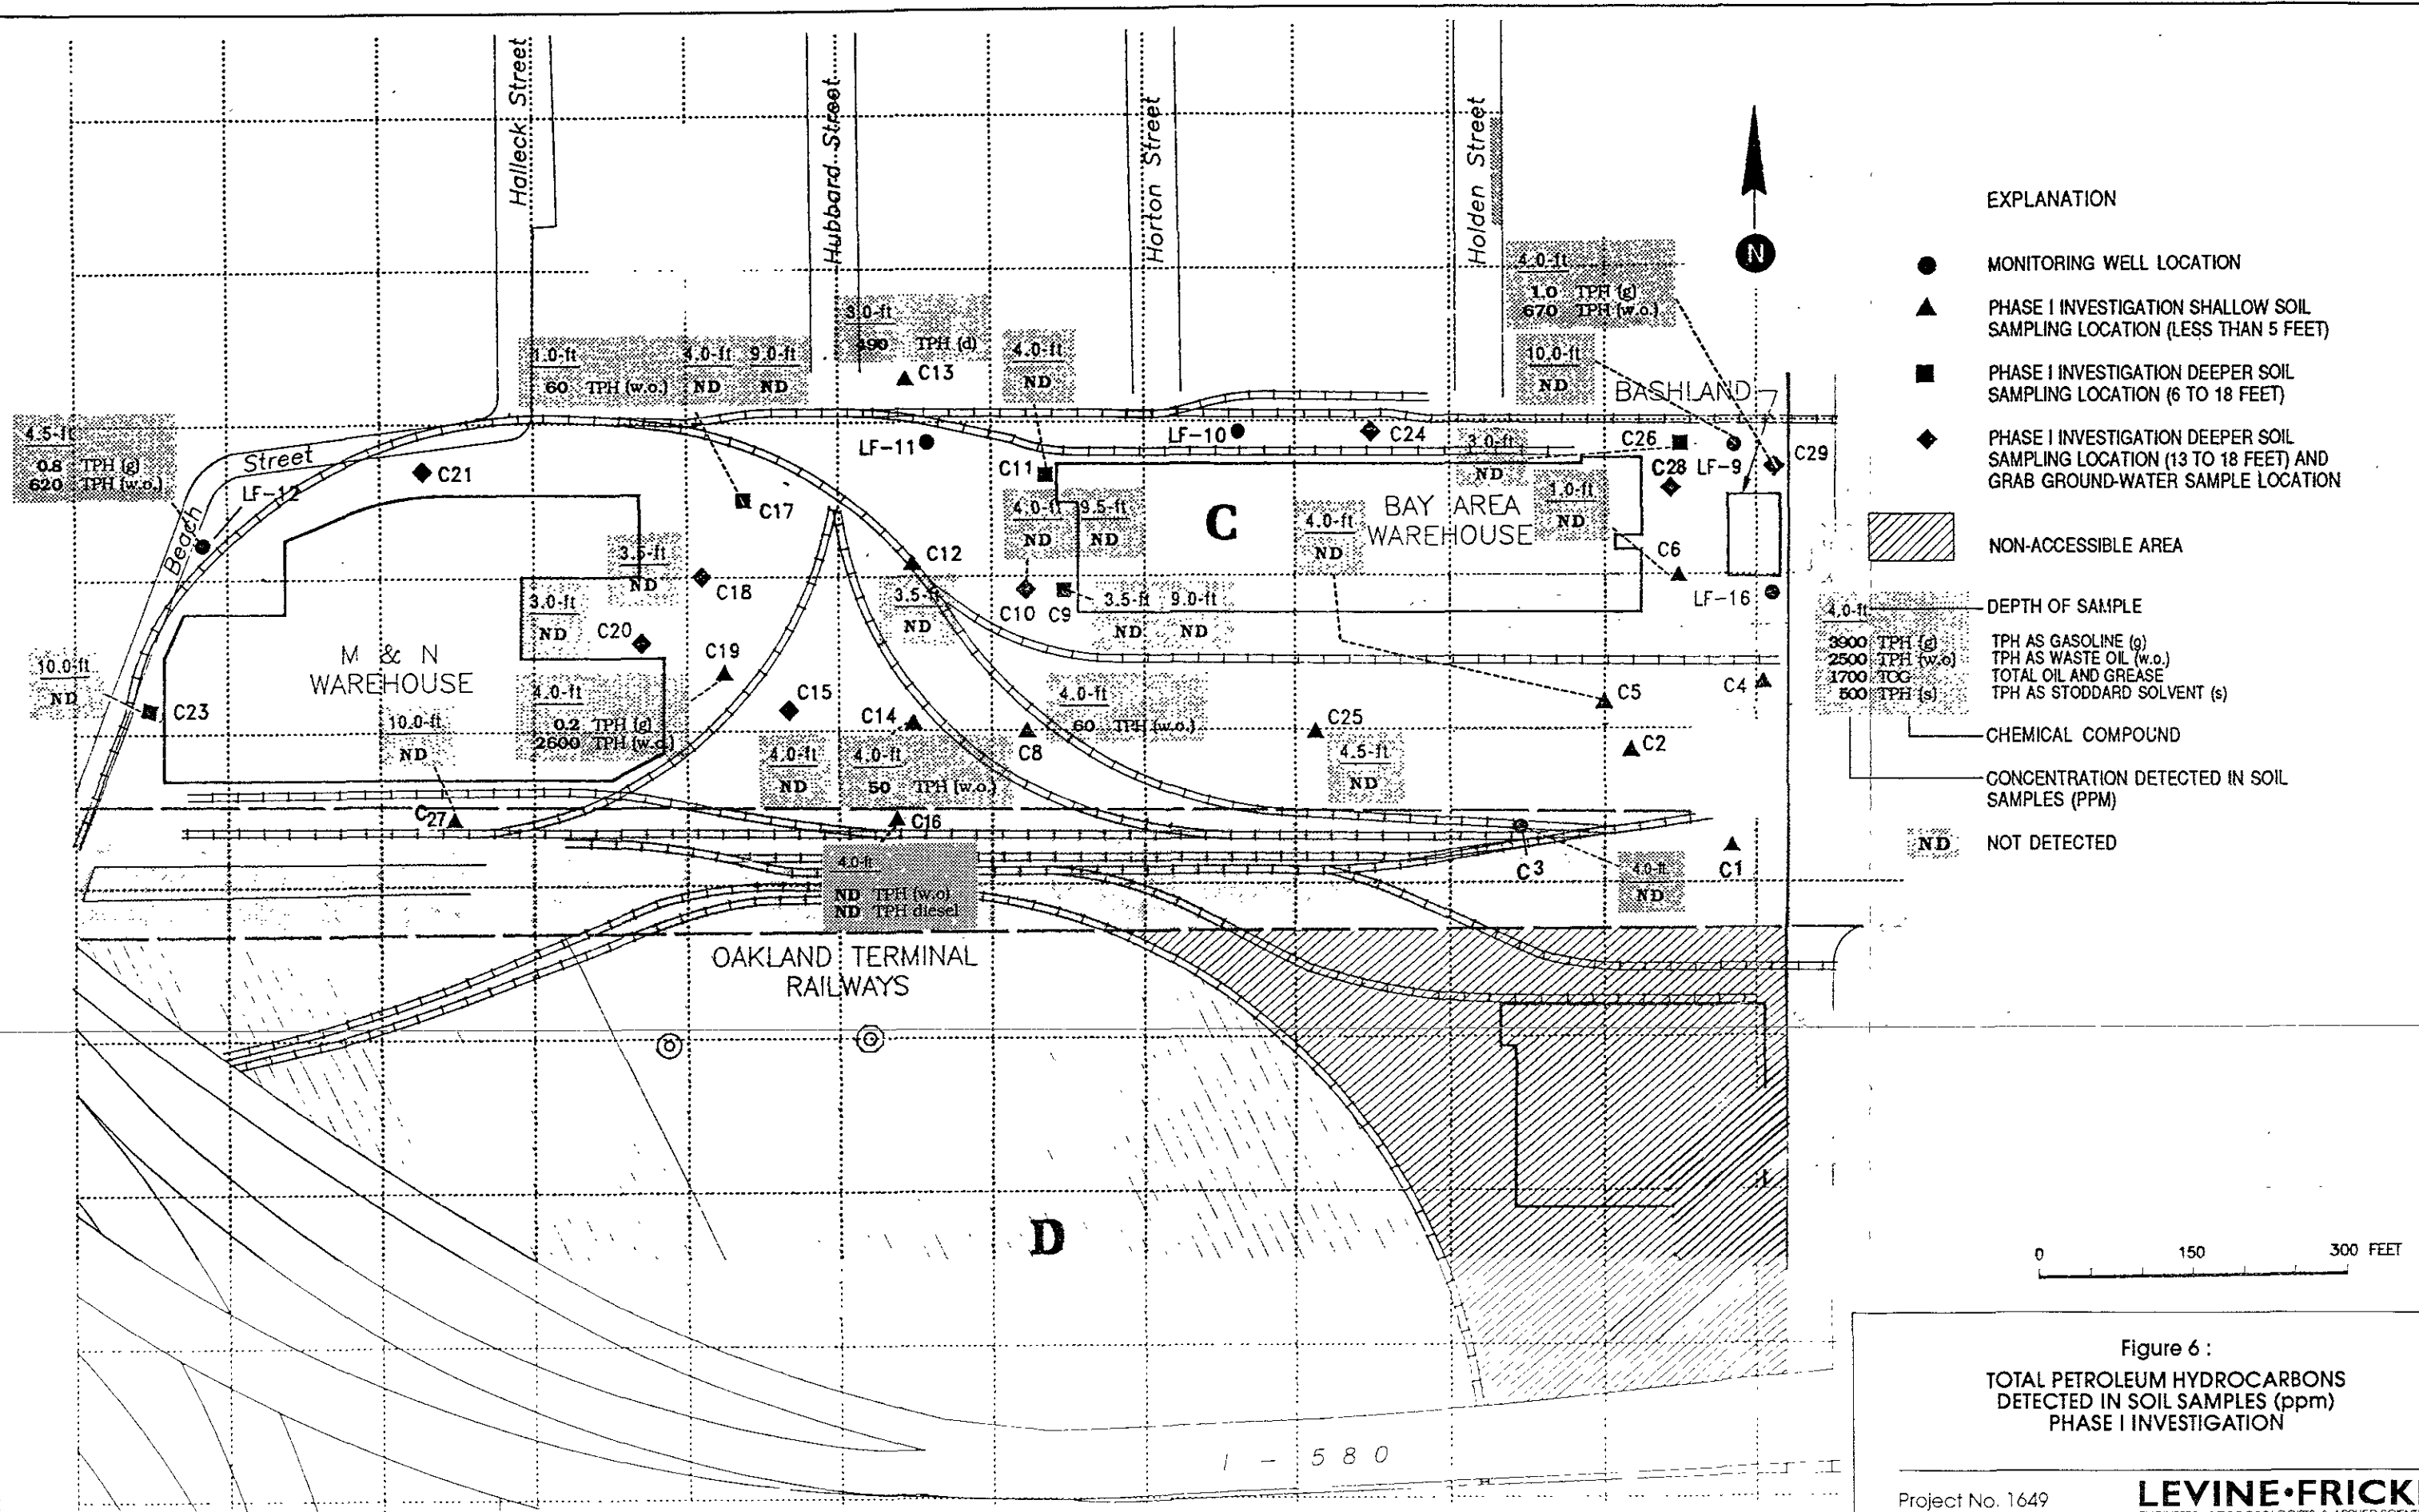 Halleck Street
Hubbard Street
Horton Street
Holden Street
N
EXPLANATION
MONITORING WELL LOCATION
PHASE I INVESTIGATION SHALLOW SOIL
SAMPLING LOCATION (LESS THAN 5 FEET)
PHASE I INVESTIGATION DEEPER SOIL
SAMPLING LOCATION (6 TO 18 FEET)
PHASE I INVESTIGATION DEEPER SOIL
SAMPLING LOCATION (13 TO 18 FEET) AND
GRAB GROUND-WATER SAMPLE LOCATION
NON-ACCESSIBLE AREA
4.0-ft
DEPTH OF SAMPLE
3900 TPH (g)
2500 TPH (w.o)
1700 TOG
500 TPH (s)
TPH AS GASOLINE (g)
TPH AS WASTE OIL (w.o.)
TOTAL OIL AND GREASE
TPH AS STODDARD SOLVENT (s)
CHEMICAL COMPOUND
CONCENTRATION DETECTED IN SOIL
SAMPLES (PPM)
ND NOT DETECTED
4.0-ft
1.0 TPH (g)
670 TPH (w.o.)
3.0-ft
490 TPH (d)
C13
1.0-ft 4.0-ft 9.0-ft
60 TPH (w.o.) ND ND
4.0-ft
ND
10.0-ft
ND
BASHLAND
4.5-ft
0.8 TPH (g)
620 TPH (w.o.)
Beach Street
LF-12
C21
C17
LF-11
C11
LF-10
C24
3.0-ft
ND
C26
C28
LF-9
C29
4.0-ft 9.5-ft
ND ND
C
BAY AREA
WAREHOUSE
4.0-ft
ND
1.0-ft
ND
C6
LF-16
3.5-ft
ND
C18
C12
3.5-ft
ND
C10
C9
3.5-ft 9.0-ft
ND ND
3.0-ft
ND
C20
C19
M & N
WAREHOUSE
10.0-ft
ND
C23
10.0-ft
ND
C27
4.0-ft
0.2 TPH (g)
2600 TPH (w.o.)
C15
4.0-ft
ND
C14
4.0-ft
50 TPH (w.o.)
C8
4.0-ft
60 TPH (w.o.)
C25
4.5-ft
ND
C5
C4
C2
C16
4.0-ft
ND TPH (w.o)
ND TPH diesel
C3
4.0-ft
ND
C1
OAKLAND TERMINAL
RAILWAYS
D
I - 580
0 150 300 FEET
Figure 6 :
TOTAL PETROLEUM HYDROCARBONS
DETECTED IN SOIL SAMPLES (ppm)
PHASE I INVESTIGATION
Project No. 1649
LEVINE•FRICKE